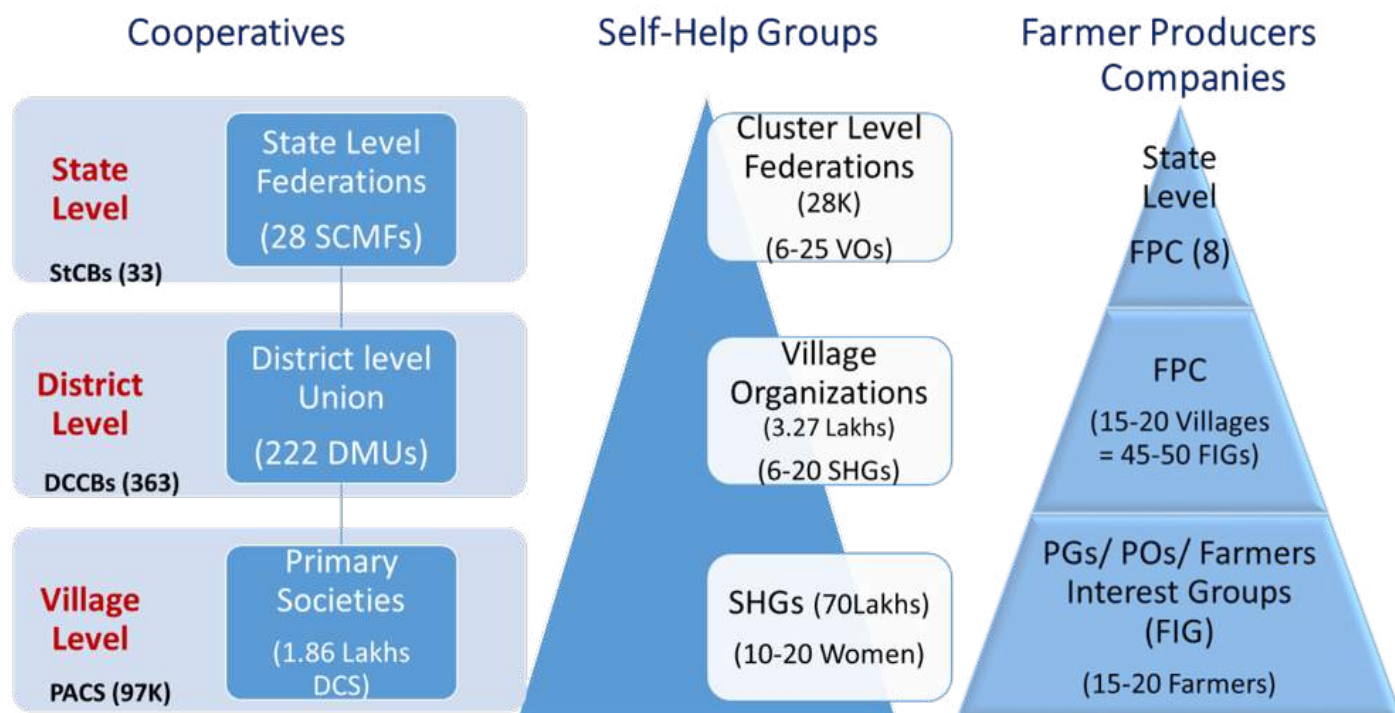 Cooperatives
State
Level
StCBs (33)
State Level
Federations
(28 SCMFs)
District
Level
DCCBs (363)
District level
Union
(222 DMUs)
Village
Level
PACS (97K)
Primary
Societies
(1.86 Lakhs
DCS)
Self-Help Groups
Cluster Level
Federations
(28K)
(6-25 VOs)
Village
Organizations
(3.27 Lakhs)
(6-20 SHGs)
SHGs (70Lakhs)
(10-20 Women)
Farmer Producers
Companies
State
Level
FPC (8)
FPC
(15-20 Villages
= 45-50 FIGs)
PGs/ POs/ Farmers
Interest Groups
(FIG)
(15-20 Farmers)